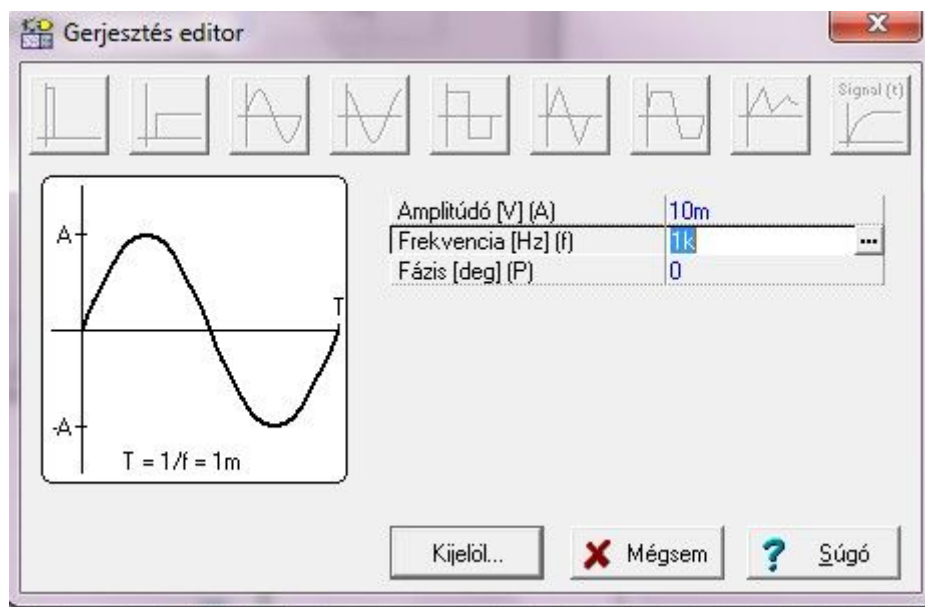 Gerjesztés editor
Signal (t)
Amplitúdó [V] (A) 10m
Frekvencia [Hz] (f) 1k ...
Fázis [deg] (P) 0
A
T
-A
T = 1/f = 1m
Kijelöl... Mégsem ? Súgó